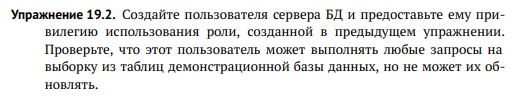 Упражнение 19.2. Создайте пользователя сервера БД и предоставьте ему при-
вилегию использования роли, созданной в предыдущем упражнении.
Проверьте, что этот пользователь может выполнять любые запросы на
выборку из таблиц демонстрационной базы данных, но не может их об-
новлять.